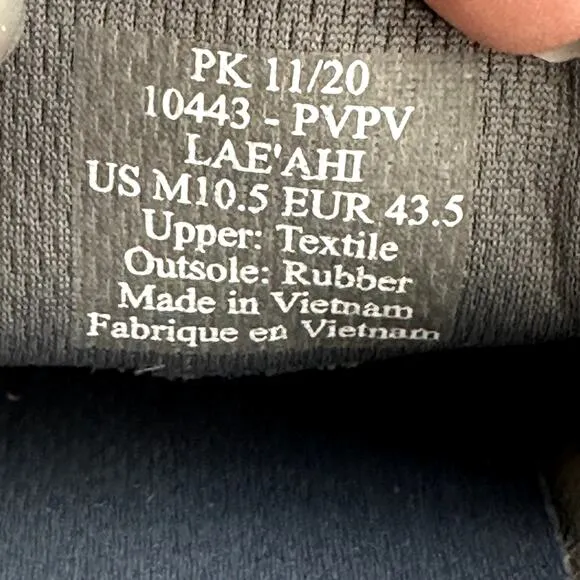 PK 11/20
10443 - PVPV
LAE'AHI
US M10.5 EUR 43.5
Upper: Textile
Outsole: Rubber
Made in Vietnam
Fabrique en Vietnam